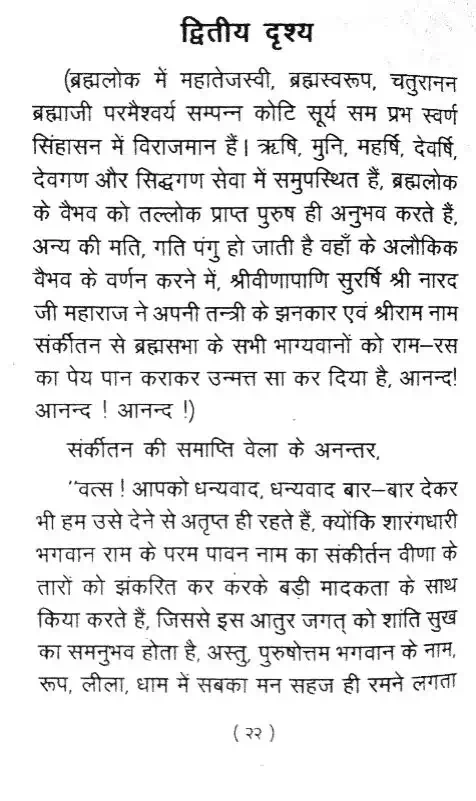 द्वितीय दृश्य
(ब्रह्मलोक में महातेजस्वी, ब्रह्मस्वरूप, चतुरानन
ब्रह्माजी परमैश्वर्य सम्पन्न कोटि सूर्य सम प्रभ स्वर्ण
सिंहासन में विराजमान हैं। ऋषि, मुनि, महर्षि, देवर्षि,
देवगण और सिद्धगण सेवा में समुपस्थित हैं, ब्रह्मलोक
के वैभव को तल्लोक प्राप्त पुरुष ही अनुभव करते हैं,
अन्य की मति, गति पंगु हो जाती है वहाँ के अलौकिक
वैभव के वर्णन करने में, श्रीवीणापाणि सुरर्षि श्री नारद
जी महाराज ने अपनी तन्त्री के झनकार एवं श्रीराम नाम
संर्कीतन से ब्रह्मसभा के सभी भाग्यवानों को राम–रस
का पेय पान कराकर उन्मत्त सा कर दिया है, आनन्द!
आनन्द ! आनन्द !)
संर्कीतन की समाप्ति वेला के अनन्तर,
''वत्स ! आपको धन्यवाद, धन्यवाद बार–बार देकर
भी हम उसे देने से अतृप्त ही रहते हैं, क्योंकि शारंगधारी
भगवान राम के परम पावन नाम का संकीर्तन वीणा के
तारों को झंकरित कर करके बड़ी मादकता के साथ
किया करते हैं, जिससे इस आतुर जगत् को शांति सुख
का समनुभव होता है, अस्तु, पुरुषोत्तम भगवान के नाम,
रूप, लीला, धाम में सबका मन सहज ही रमने लगता
( २२ )